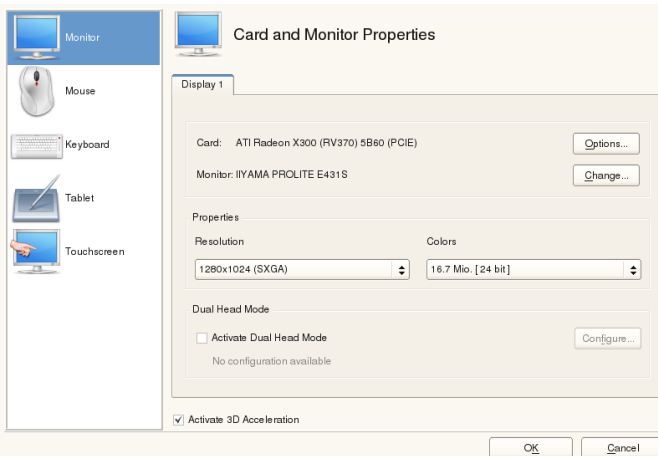 Monitor
Mouse
Keyboard
Tablet
Touchscreen
Card and Monitor Properties
Display 1
Card: ATI Radeon X300 (RV370) 5B60 (PCIE)
Options...
Monitor: IIYAMA PROLITE E431S
Change...
Properties
Resolution
Colors
1280x1024 (SXGA)
16.7 Mio. [ 24 bit ]
Dual Head Mode
Activate Dual Head Mode
Configure...
No configuration available
Activate 3D Acceleration
OK
Cancel